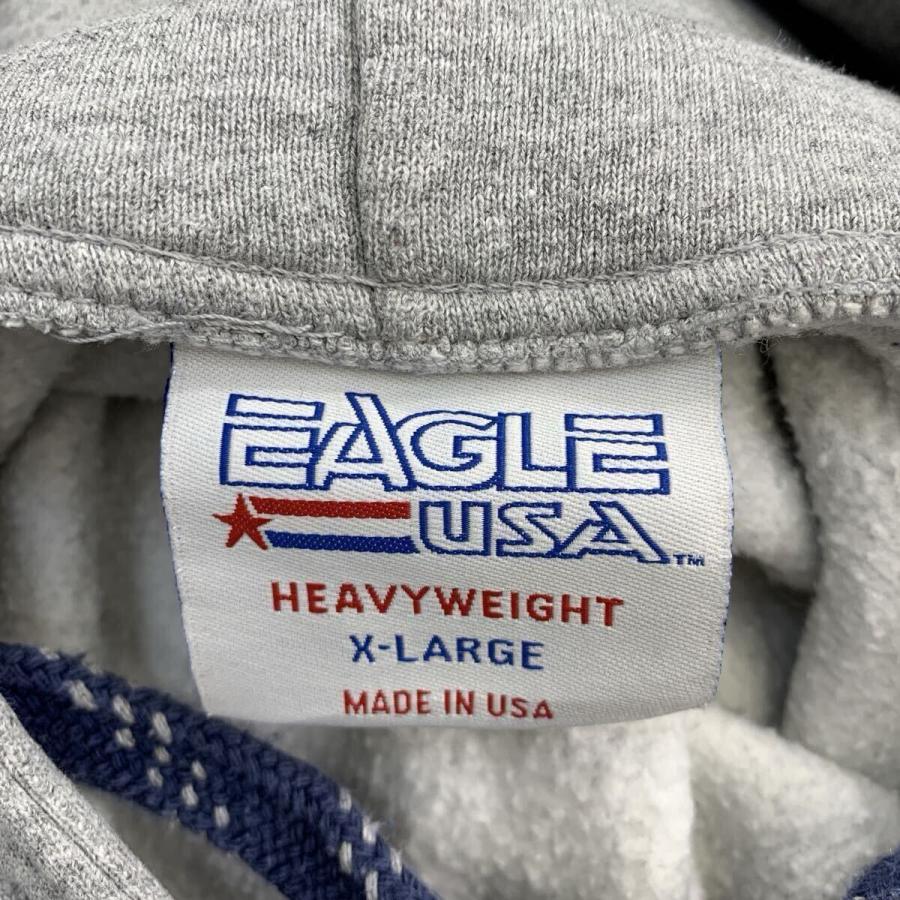 EAGLE
USA™
HEAVYWEIGHT
X-LARGE
MADE IN USA